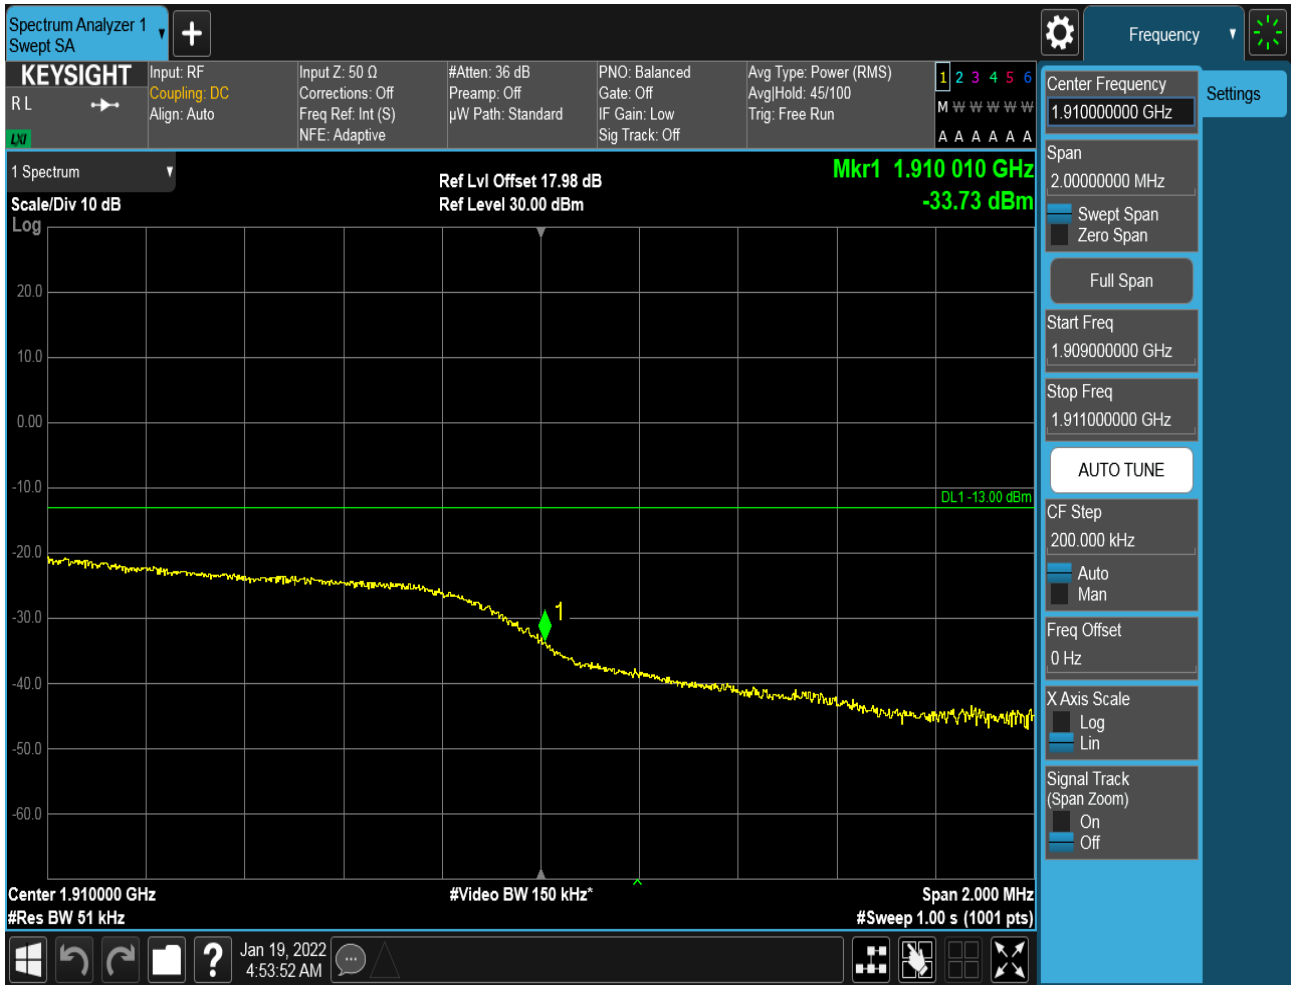 Spectrum Analyzer 1
Swept SA
Frequency
KEYSIGHT
R L
LXI
Input: RF
Coupling: DC
Align: Auto
Input Z: 50 Ω
Corrections: Off
Freq Ref: Int (S)
NFE: Adaptive
#Atten: 36 dB
Preamp: Off
µW Path: Standard
PNO: Balanced
Gate: Off
IF Gain: Low
Sig Track: Off
Avg Type: Power (RMS)
Avg|Hold: 45/100
Trig: Free Run
1 2 3 4 5 6
M W W W W W
A A A A A A
1 Spectrum
Scale/Div 10 dB
Log
Ref Lvl Offset 17.98 dB
Ref Level 30.00 dBm
Mkr1 1.910 010 GHz
-33.73 dBm
20.0
10.0
0.00
-10.0
DL1 -13.00 dBm
-20.0
1
-30.0
-40.0
-50.0
-60.0
Center 1.910000 GHz
#Res BW 51 kHz
#Video BW 150 kHz*
Span 2.000 MHz
#Sweep 1.00 s (1001 pts)
?
Jan 19, 2022
4:53:52 AM
Center Frequency
1.910000000 GHz
Settings
Span
2.00000000 MHz
Swept Span
Zero Span
Full Span
Start Freq
1.909000000 GHz
Stop Freq
1.911000000 GHz
AUTO TUNE
CF Step
200.000 kHz
Auto
Man
Freq Offset
0 Hz
X Axis Scale
Log
Lin
Signal Track
(Span Zoom)
On
Off